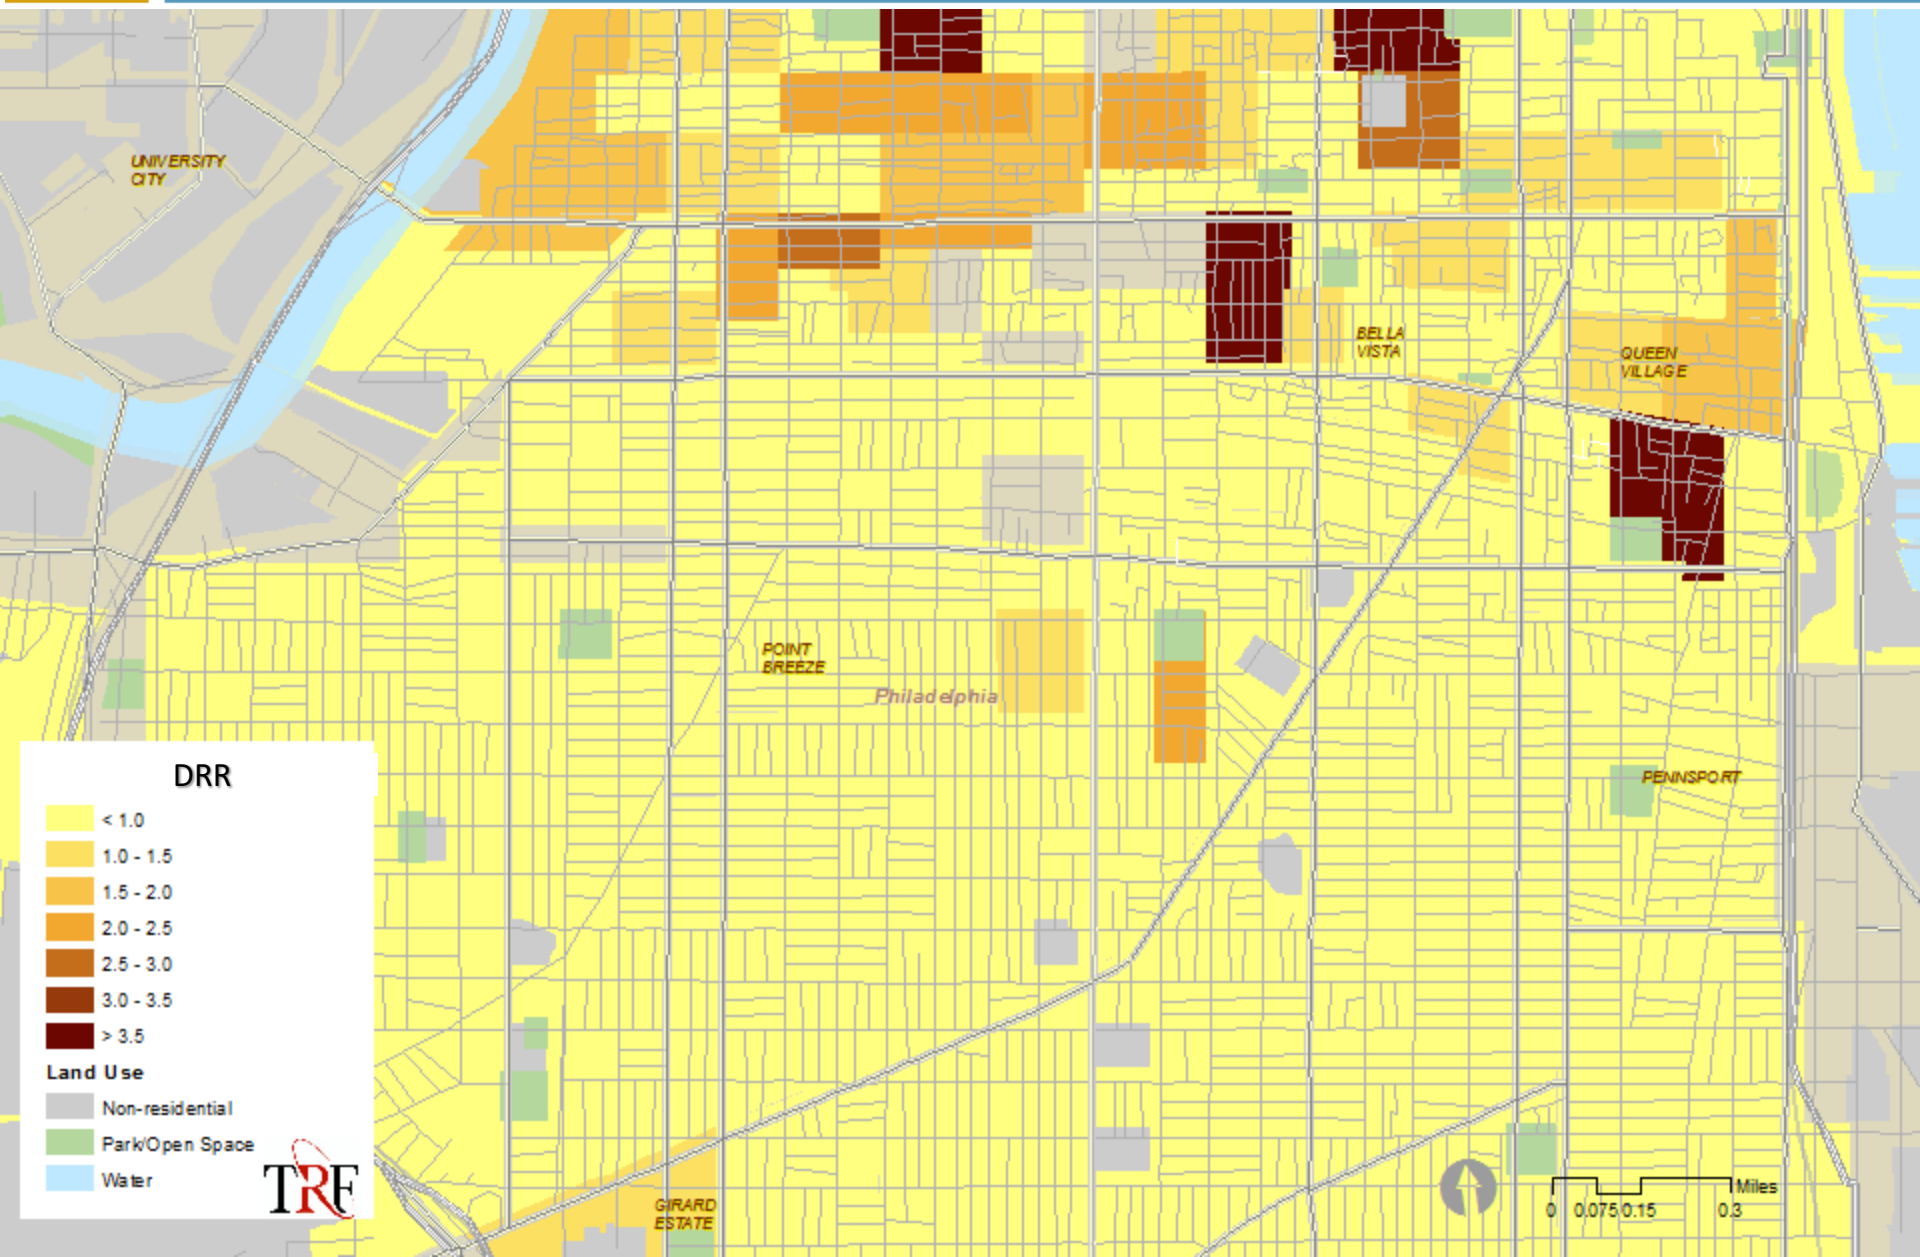 UNIVERSITY
CITY
BELLA
VISTA
QUEEN
VILLAGE
POINT
BREEZE
Philadelphia
PENNSPORT
DRR
< 1.0
1.0 - 1.5
1.5 - 2.0
2.0 - 2.5
2.5 - 3.0
3.0 - 3.5
> 3.5
Land Use
Non-residential
Park/Open Space
Water
TRF
GIRARD
ESTATE
Miles
0 0.075 0.15 0.3